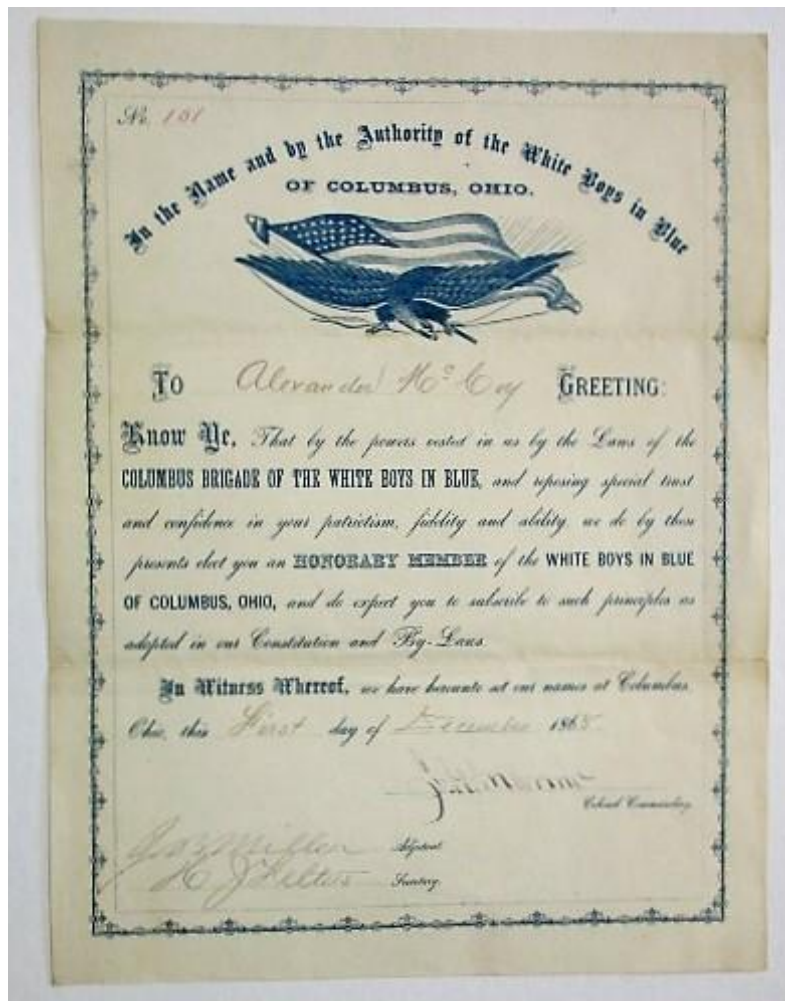 No. 101
In the Name and by the Authority of the White Boys in Blue
OF COLUMBUS, OHIO.
TO Alexander Mc Coy GREETING:
Know Ye, That by the powers vested in us by the Laws of the
COLUMBUS BRIGADE OF THE WHITE BOYS IN BLUE, and reposing special trust
and confidence in your patriotism, fidelity and ability, we do by these
presents elect you an HONORARY MEMBER of the WHITE BOYS IN BLUE
OF COLUMBUS, OHIO, and do expect you to subscribe to such principles as
adopted in our Constitution and By-Laws.
In Witness Whereof, we have hereunto set our names at Columbus,
Ohio, this First day of December 1868.
Colonel Commanding
Miller Adjutant
Secretary.